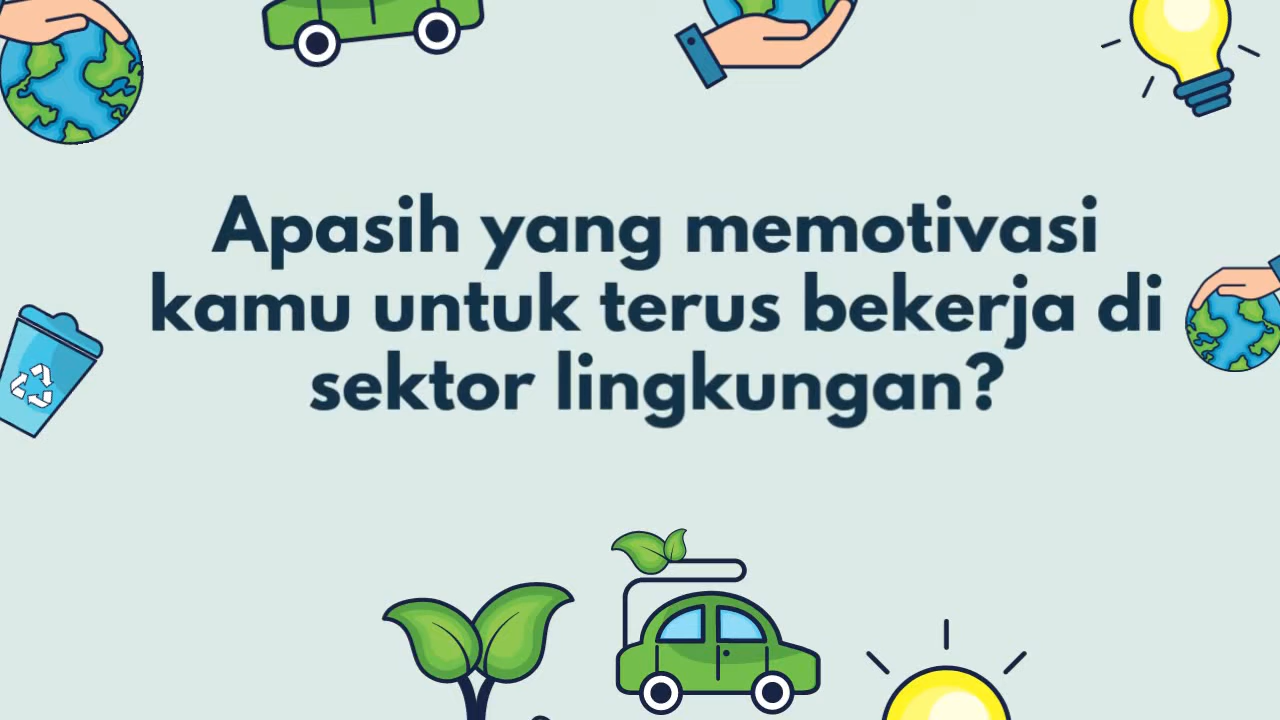 Apasih yang memotivasi
kamu untuk terus bekerja di
sektor lingkungan?